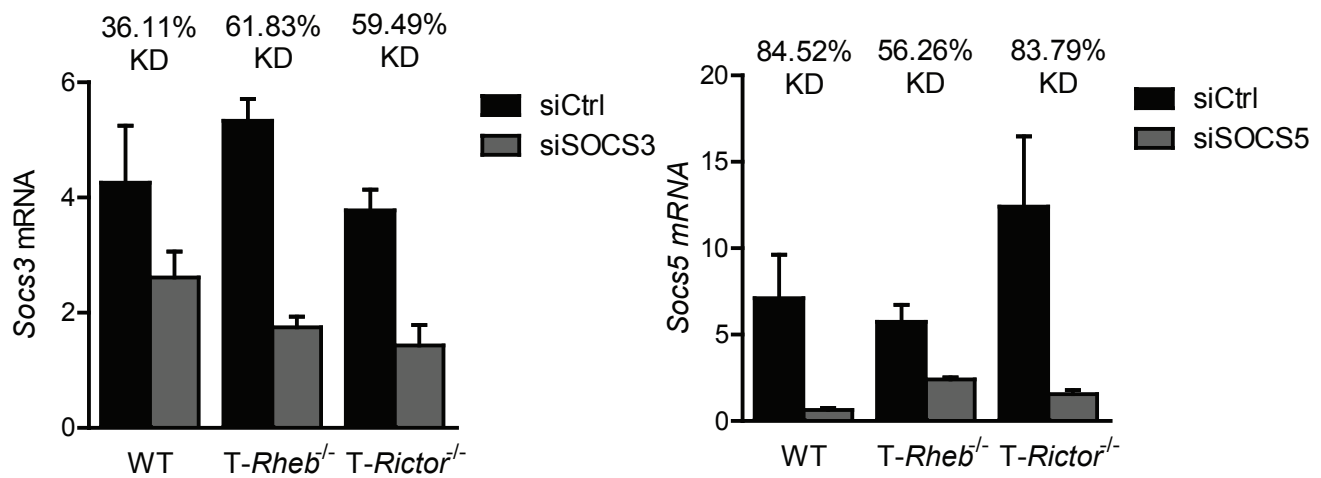 36.11% 61.83% 59.49%
KD KD KD
6
4
2
0
Socs3 mRNA
siCtrl
siSOCS3
WT T-Rheb-/- T-Rictor-/-
84.52% 56.26% 83.79%
KD KD KD
20
15
10
5
0
Socs5 mRNA
siCtrl
siSOCS5
WT T-Rheb-/- T-Rictor-/-